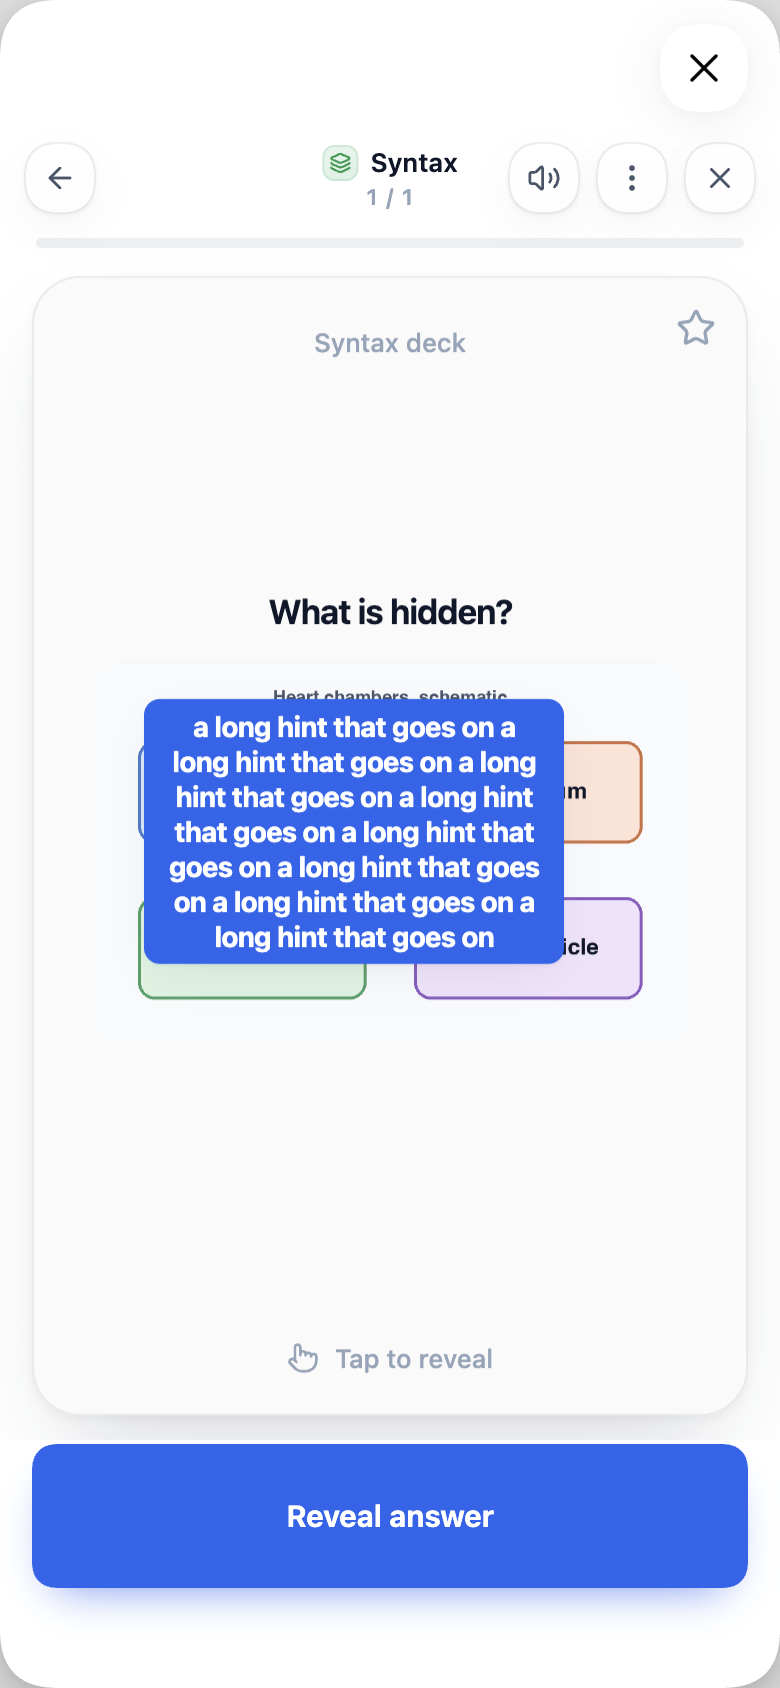 Syntax
1 / 1
Syntax deck
What is hidden?
Heart chambers, schematic
a long hint that goes on a
long hint that goes on a long
hint that goes on a long hint
that goes on a long hint that
goes on a long hint that goes
on a long hint that goes on a
long hint that goes on
Tap to reveal
Reveal answer